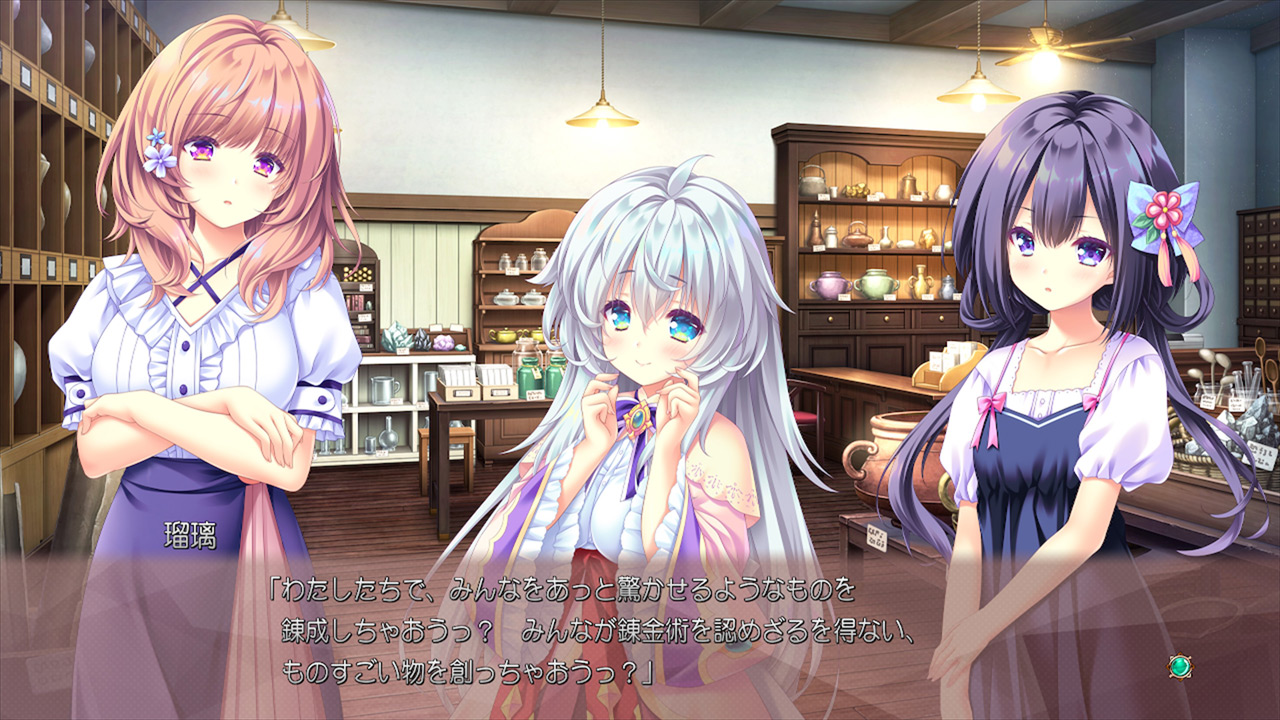 瑠璃
「わたしたちで、みんなをあっと驚かせるようなものを
錬成しちゃおうっ？　みんなが錬金術を認めざるを得ない、
ものすごい物を創っちゃおうっ？」